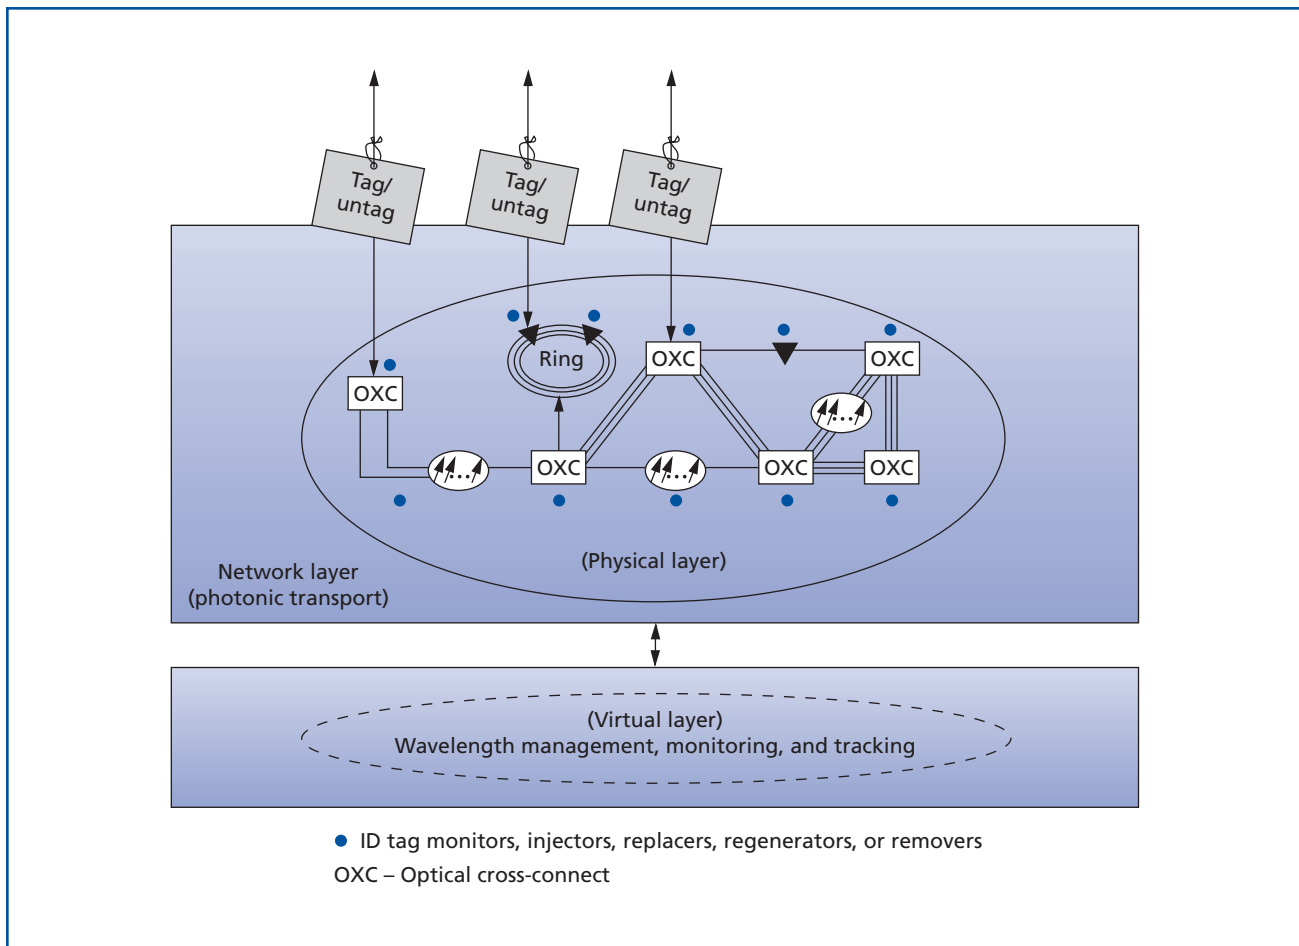 Tag/
untag
Tag/
untag
Tag/
untag
Ring
OXC
OXC
OXC
...
OXC
...
OXC
...
OXC
OXC
(Physical layer)
Network layer
(photonic transport)
(Virtual layer)
Wavelength management, monitoring, and tracking
ID tag monitors, injectors, replacers, regenerators, or removers
OXC – Optical cross-connect